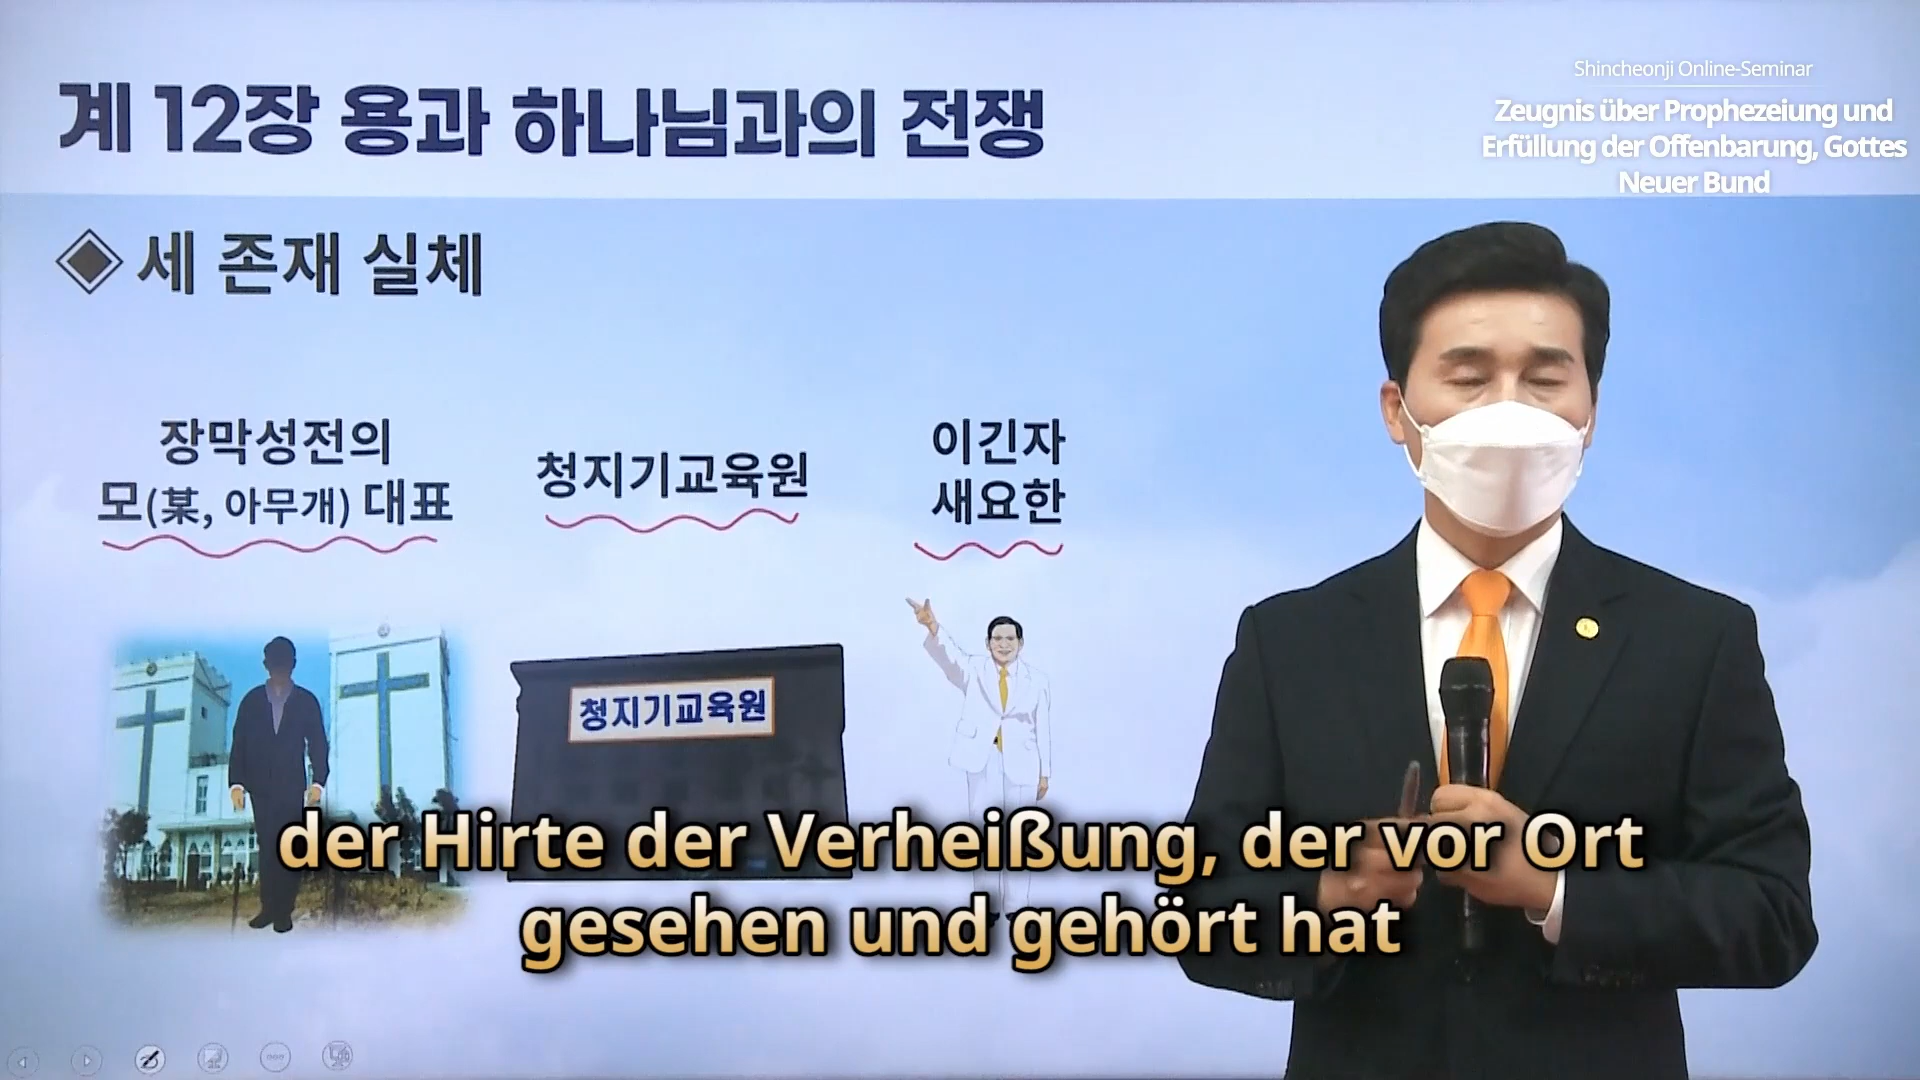 계 12장 용과 하나님과의 전쟁
Shincheonji Online-Seminar
Zeugnis über Prophezeiung und
Erfüllung der Offenbarung, Gottes
Neuer Bund
◈ 세 존재 실체
장막성전의
모(某, 아무개) 대표
청지기교육원
이긴자
새요한
청지기교육원
der Hirte der Verheißung, der vor Ort
gesehen und gehört hat